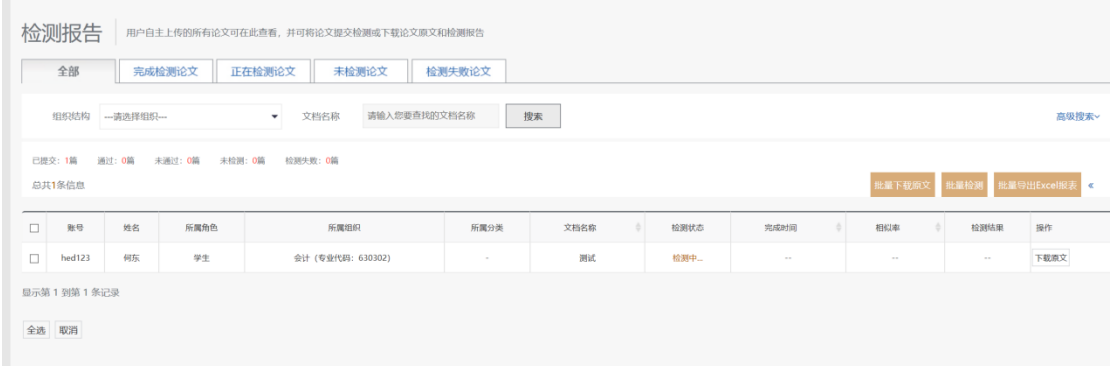 检测报告 用户自主上传的所有论文可在此查看，并可将论文提交检测或下载论文原文和检测报告
全部 完成检测论文 正在检测论文 未检测论文 检测失败论文
组织结构 ---请选择组织--- 文档名称 请输入您要查找的文档名称 搜索 高级搜索
已提交：1篇 通过：0篇 未通过：0篇 未检测：0篇 检测失败：0篇
总共1条信息 批量下载原文 批量检测 批量导出Excel报表 «
账号 姓名 所属角色 所属组织 所属分类 文档名称 检测状态 完成时间 相似率 检测结果 操作
hed123 何东 学生 会计（专业代码：630302） - 测试 检测中... -- -- -- 下载原文
显示第 1 到第 1 条记录
全选 取消